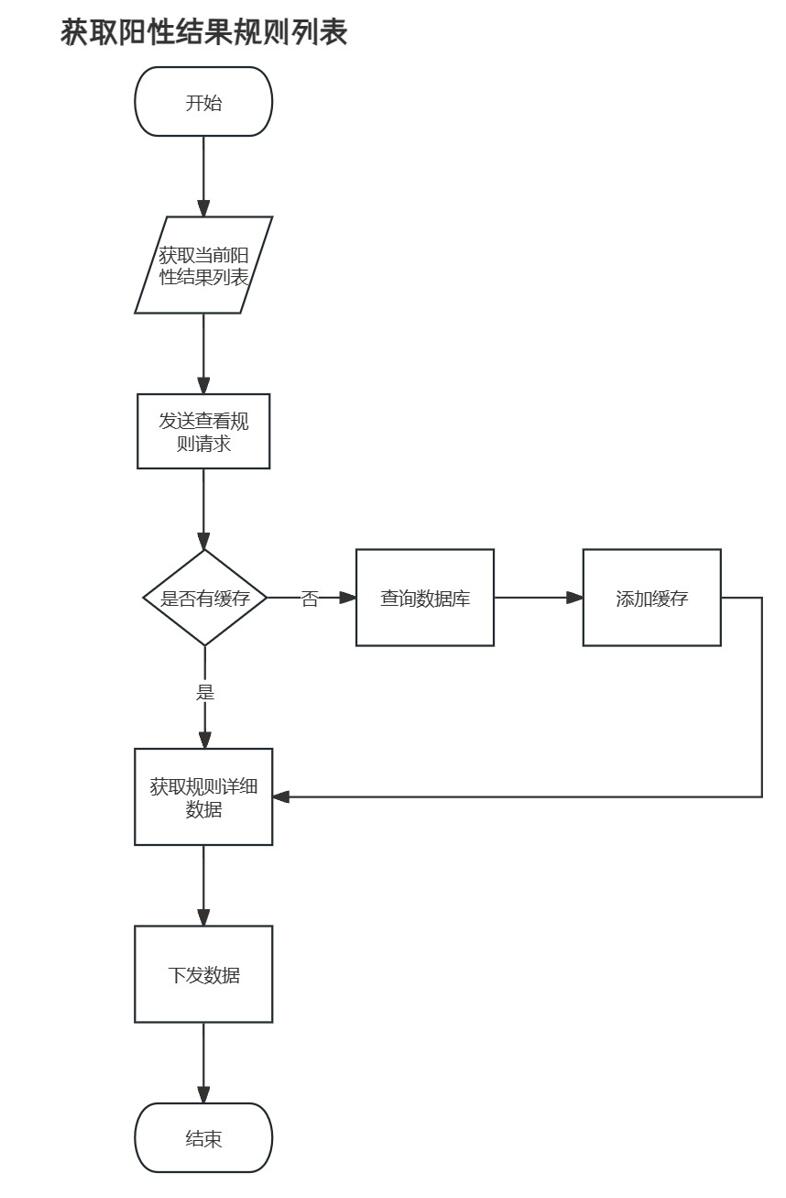 获取阳性结果规则列表
开始
获取当前阳
性结果列表
发送查看规
则请求
是否有缓存
否
查询数据库
添加缓存
是
获取规则详细
数据
下发数据
结束